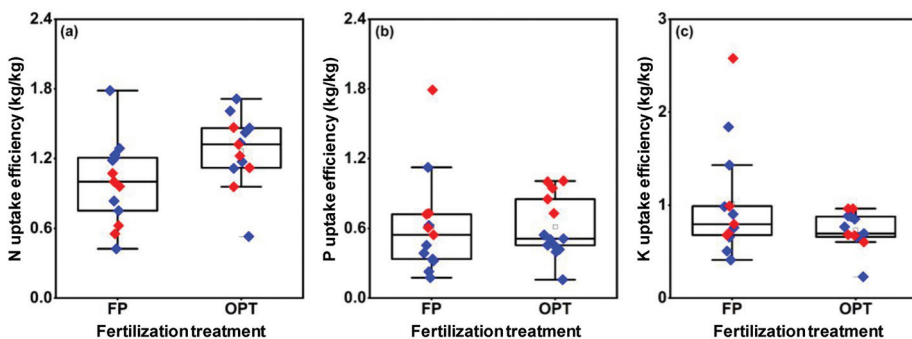 (a)
N uptake efficiency (kg/kg)
2.4
1.8
1.2
0.6
0.0
FP OPT
Fertilization treatment
(b)
P uptake efficiency (kg/kg)
2.4
1.8
1.2
0.6
0.0
FP OPT
Fertilization treatment
(c)
K uptake efficiency (kg/kg)
3
2
1
0
FP OPT
Fertilization treatment